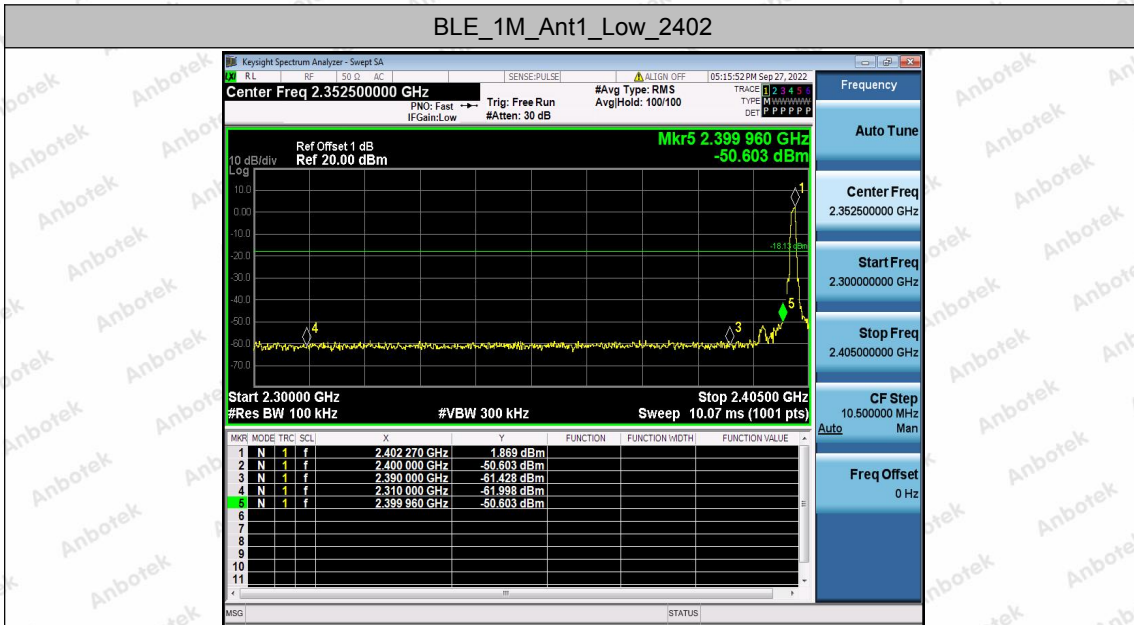 BLE_1M_Ant1_Low_2402
Keysight Spectrum Analyzer - Swept SA
LXI RL RF 50 Ω AC SENSE:PULSE ALIGN OFF 05:15:52 PM Sep 27, 2022
Center Freq 2.352500000 GHz
PNO: Fast
IFGain:Low
Trig: Free Run
#Atten: 30 dB
#Avg Type: RMS
Avg|Hold: 100/100
TRACE 1 2 3 4 5 6
TYPE M W W W W W
DET P P P P P P
Mkr5 2.399 960 GHz
-50.603 dBm
Ref Offset 1 dB
10 dB/div Ref 20.00 dBm
Log
10.0
0.00
-10.0
-20.0
-30.0
-40.0
-50.0
-60.0
-70.0
-18.13 dBm
1
5
4
3
Start 2.30000 GHz Stop 2.40500 GHz
#Res BW 100 kHz #VBW 300 kHz Sweep 10.07 ms (1001 pts)
MKR MODE TRC SCL X Y FUNCTION FUNCTION WIDTH FUNCTION VALUE
1 N 1 f 2.402 270 GHz 1.869 dBm
2 N 1 f 2.400 000 GHz -50.603 dBm
3 N 1 f 2.390 000 GHz -61.428 dBm
4 N 1 f 2.310 000 GHz -61.998 dBm
5 N 1 f 2.399 960 GHz -50.603 dBm
6
7
8
9
10
11
MSG STATUS
Frequency
Auto Tune
Center Freq
2.352500000 GHz
Start Freq
2.300000000 GHz
Stop Freq
2.405000000 GHz
CF Step
10.500000 MHz
Auto Man
Freq Offset
0 Hz
Anbotek